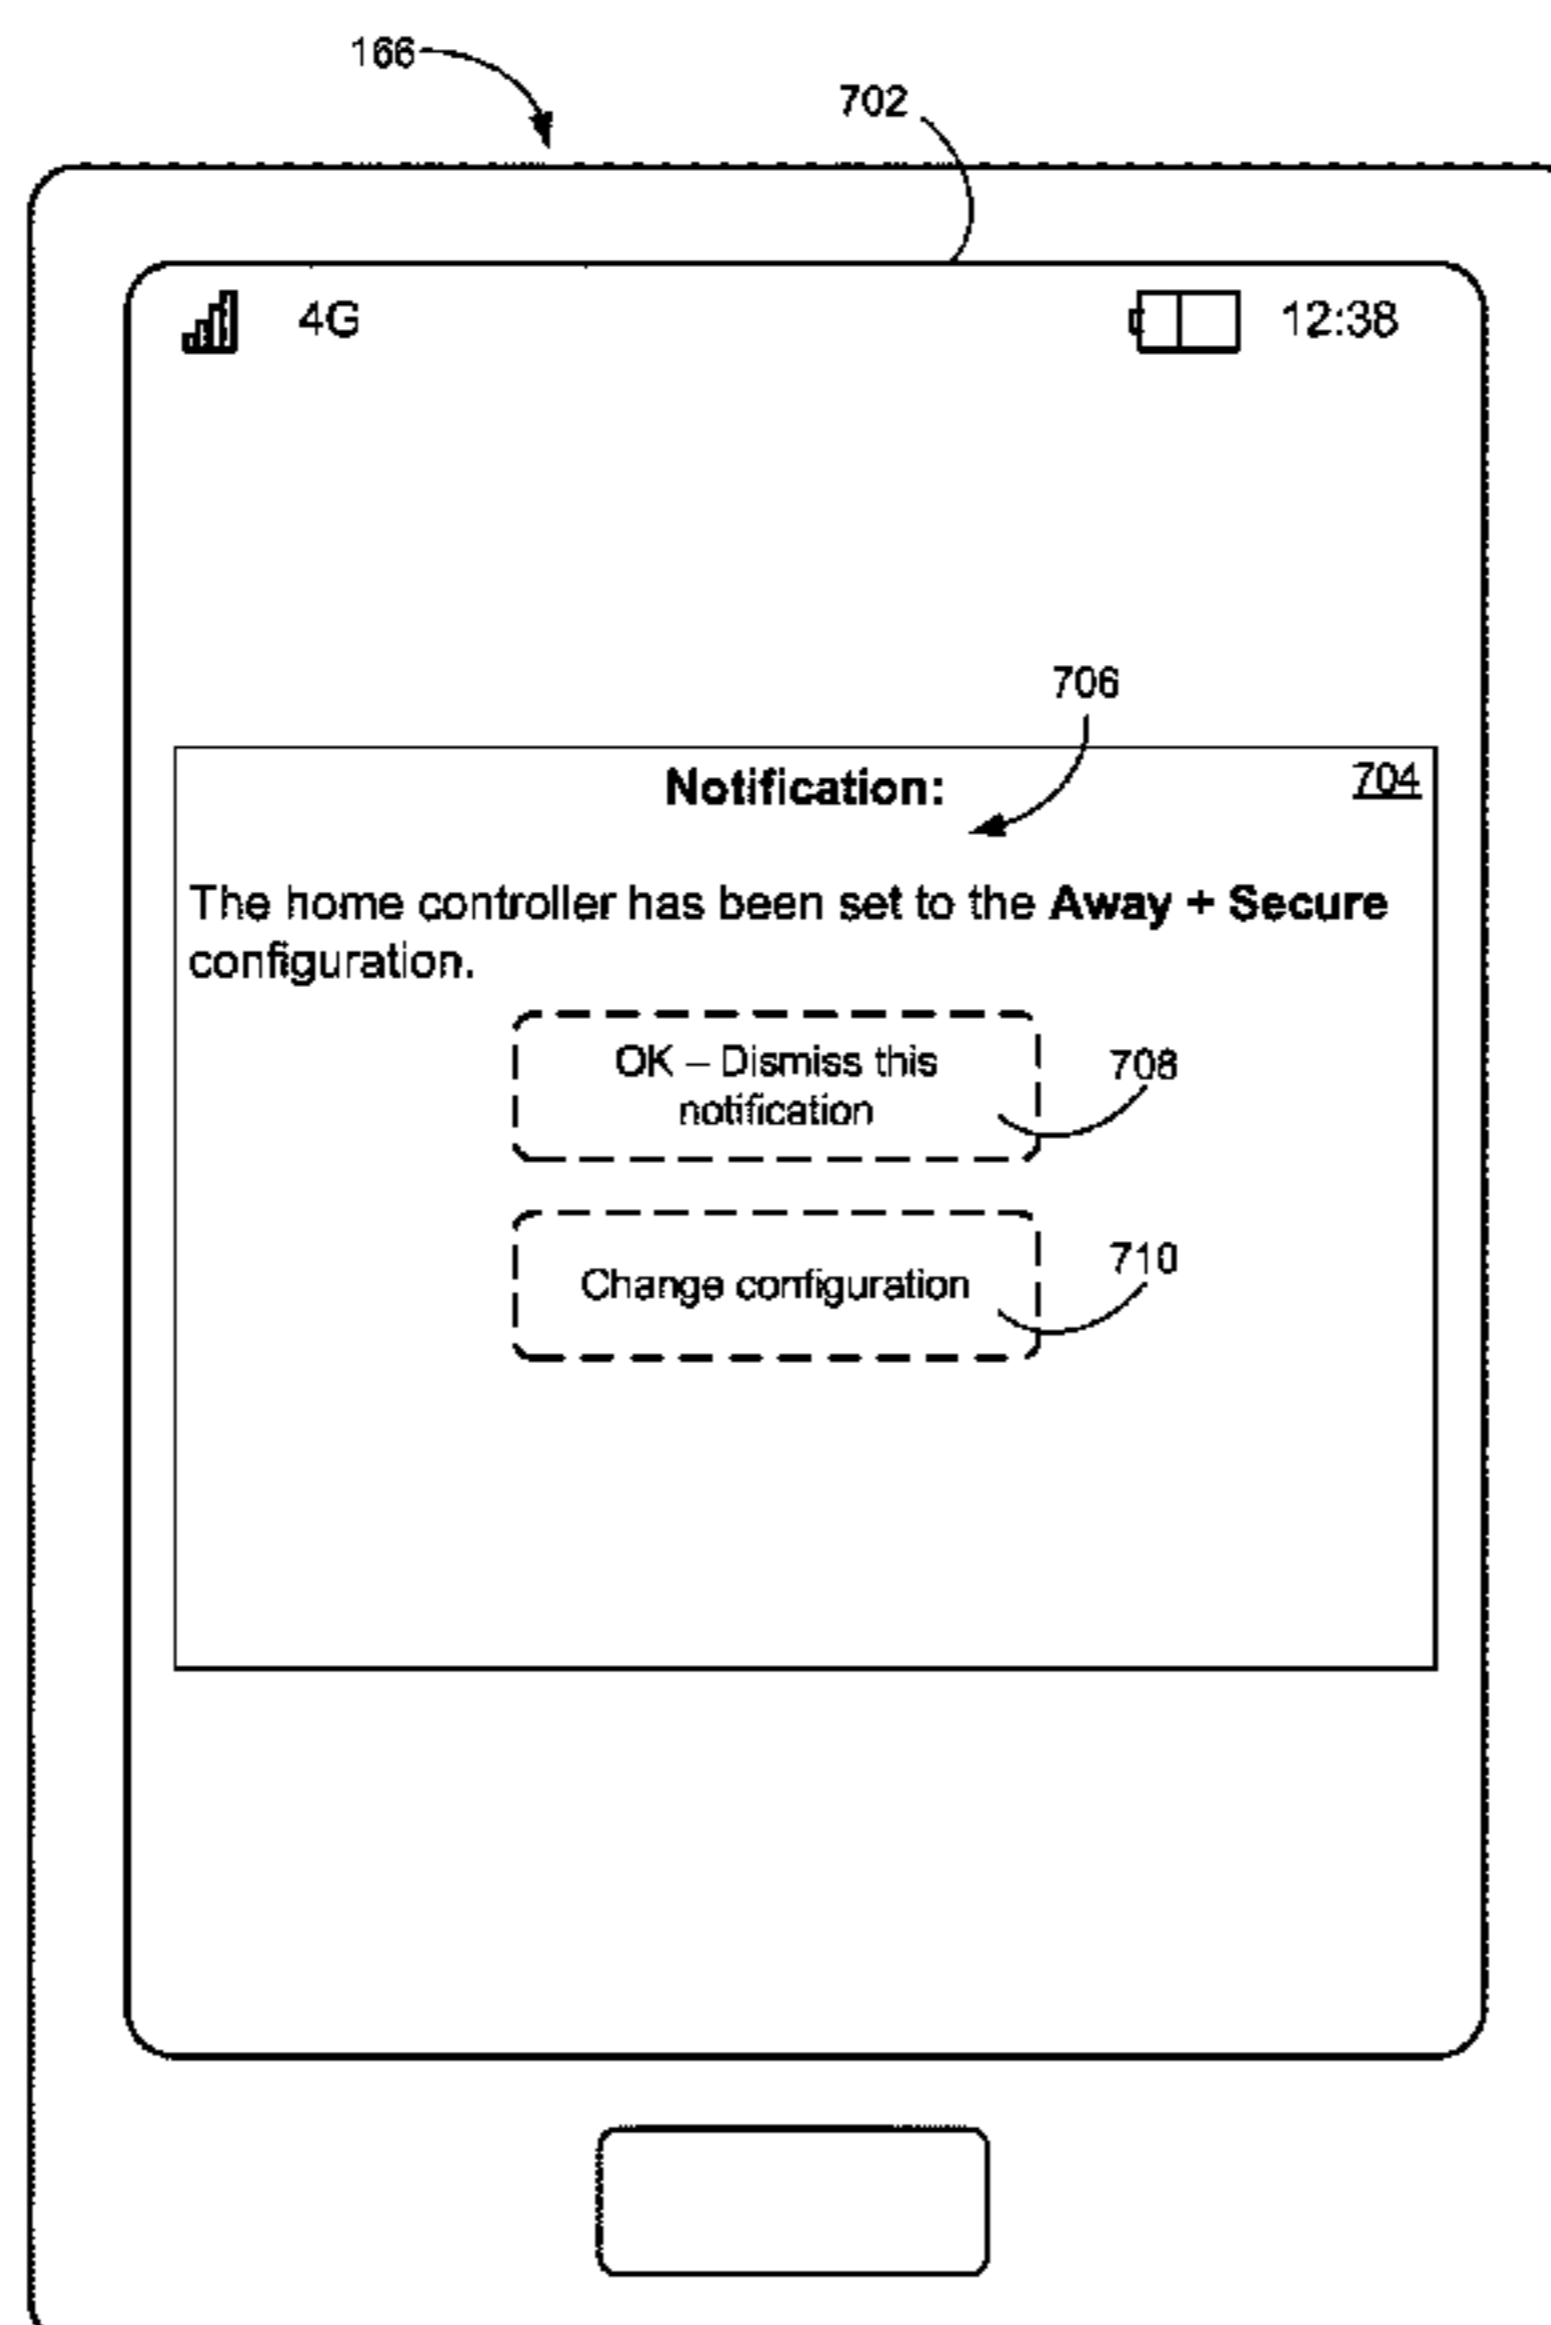 166
702
4G
12:38
706
Notification:
704
The home controller has been set to the Away + Secure
configuration.
OK – Dismiss this
notification
708
Change configuration
710